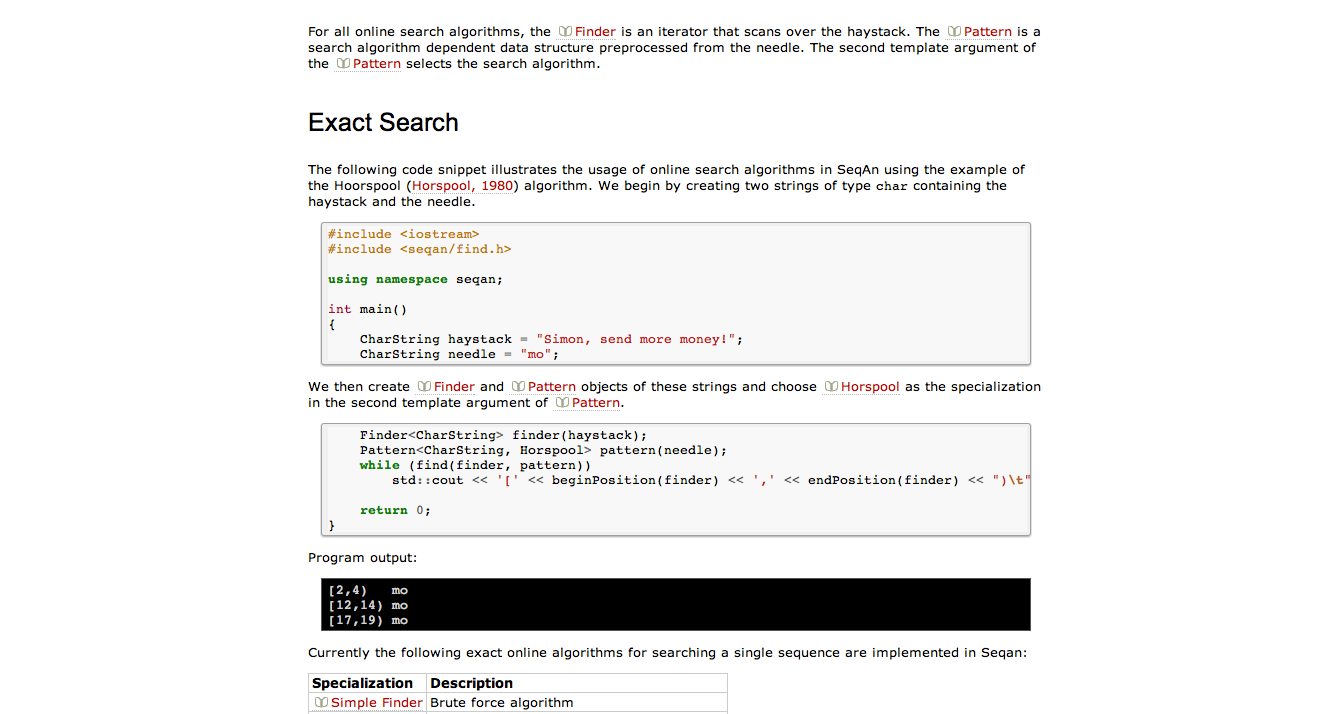 For all online search algorithms, the Finder is an iterator that scans over the haystack. The Pattern is a
search algorithm dependent data structure preprocessed from the needle. The second template argument of
the Pattern selects the search algorithm.
Exact Search
The following code snippet illustrates the usage of online search algorithms in SeqAn using the example of
the Hoorspool (Horspool, 1980) algorithm. We begin by creating two strings of type char containing the
haystack and the needle.
#include <iostream>
#include <seqan/find.h>
using namespace seqan;
int main()
{
CharString haystack = "Simon, send more money!";
CharString needle = "mo";
We then create Finder and Pattern objects of these strings and choose Horspool as the specialization
in the second template argument of Pattern.
Finder<CharString> finder(haystack);
Pattern<CharString, Horspool> pattern(needle);
while (find(finder, pattern))
std::cout << '[' << beginPosition(finder) << ',' << endPosition(finder) << ")\t"
return 0;
}
Program output:
[2,4) mo
[12,14) mo
[17,19) mo
Currently the following exact online algorithms for searching a single sequence are implemented in Seqan:
Specialization Description
Simple Finder Brute force algorithm